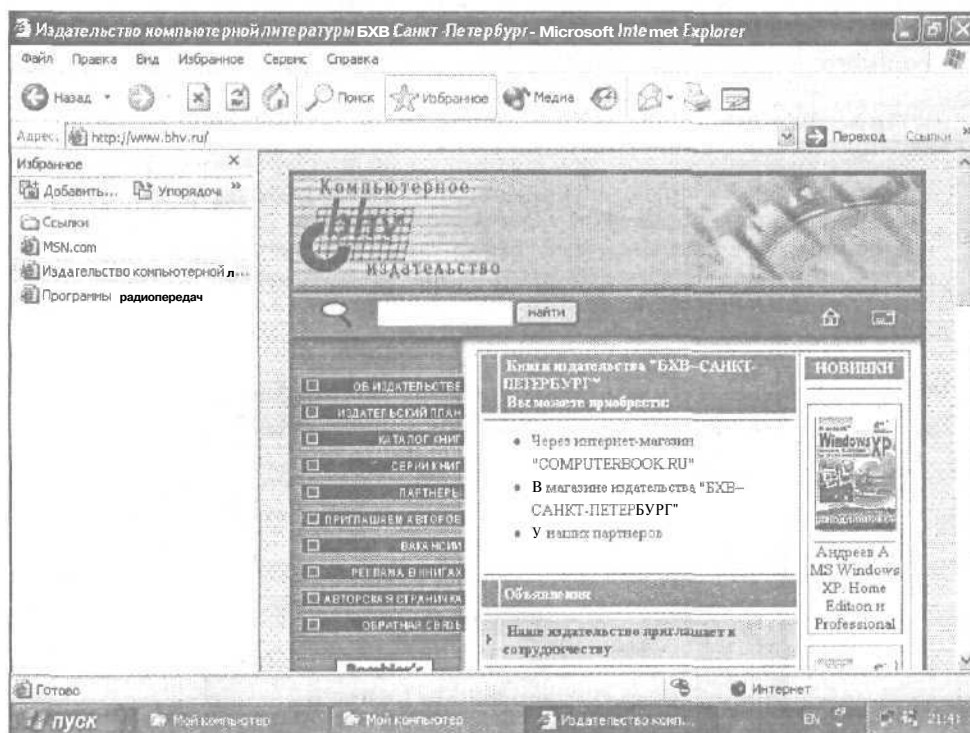 Издательство компьютерной литературы БХВ Санкт-Петербург - Microsoft Internet Explorer
Файл Правка Вид Избранное Сервис Справка
Назад Поиск Избранное Медиа
Адрес: http://www.bhv.ru/ Переход Ссылки »
Избранное ×
Добавить... Упорядоч »
Ссылки
MSN.com
Издательство компьютерной л...
Программы радиопередач
Компьютерное
bhv
издательство
найти
ОБ ИЗДАТЕЛЬСТВЕ
ИЗДАТЕЛЬСКИЙ ПЛАН
КАТАЛОГ КНИГ
СЕРИИ КНИГ
ПАРТНЕРЫ
ПРИГЛАШАЕМ АВТОРОВ
ВАКАНСИИ
РЕКЛАМА В КНИГАХ
АВТОРСКАЯ СТРАНИЧКА
ОБРАТНАЯ СВЯЗЬ
Rambler's
Книги издательства "БХВ–САНКТ-
ПЕТЕРБУРГ"
Вы можете приобрести:
• Через интернет-магазин
"COMPUTERBOOK.RU"
• В магазине издательства "БХВ–
САНКТ-ПЕТЕРБУРГ"
• У наших партнеров
Объявления
Наше издательство приглашает к
сотрудничеству
НОВИНКИ
Windows XP
Андреев А.
MS Windows
XP. Home
Edition и
Professional
Готово Интернет
пуск Мой компьютер Мой компьютер Издательство комп... EN 21:41